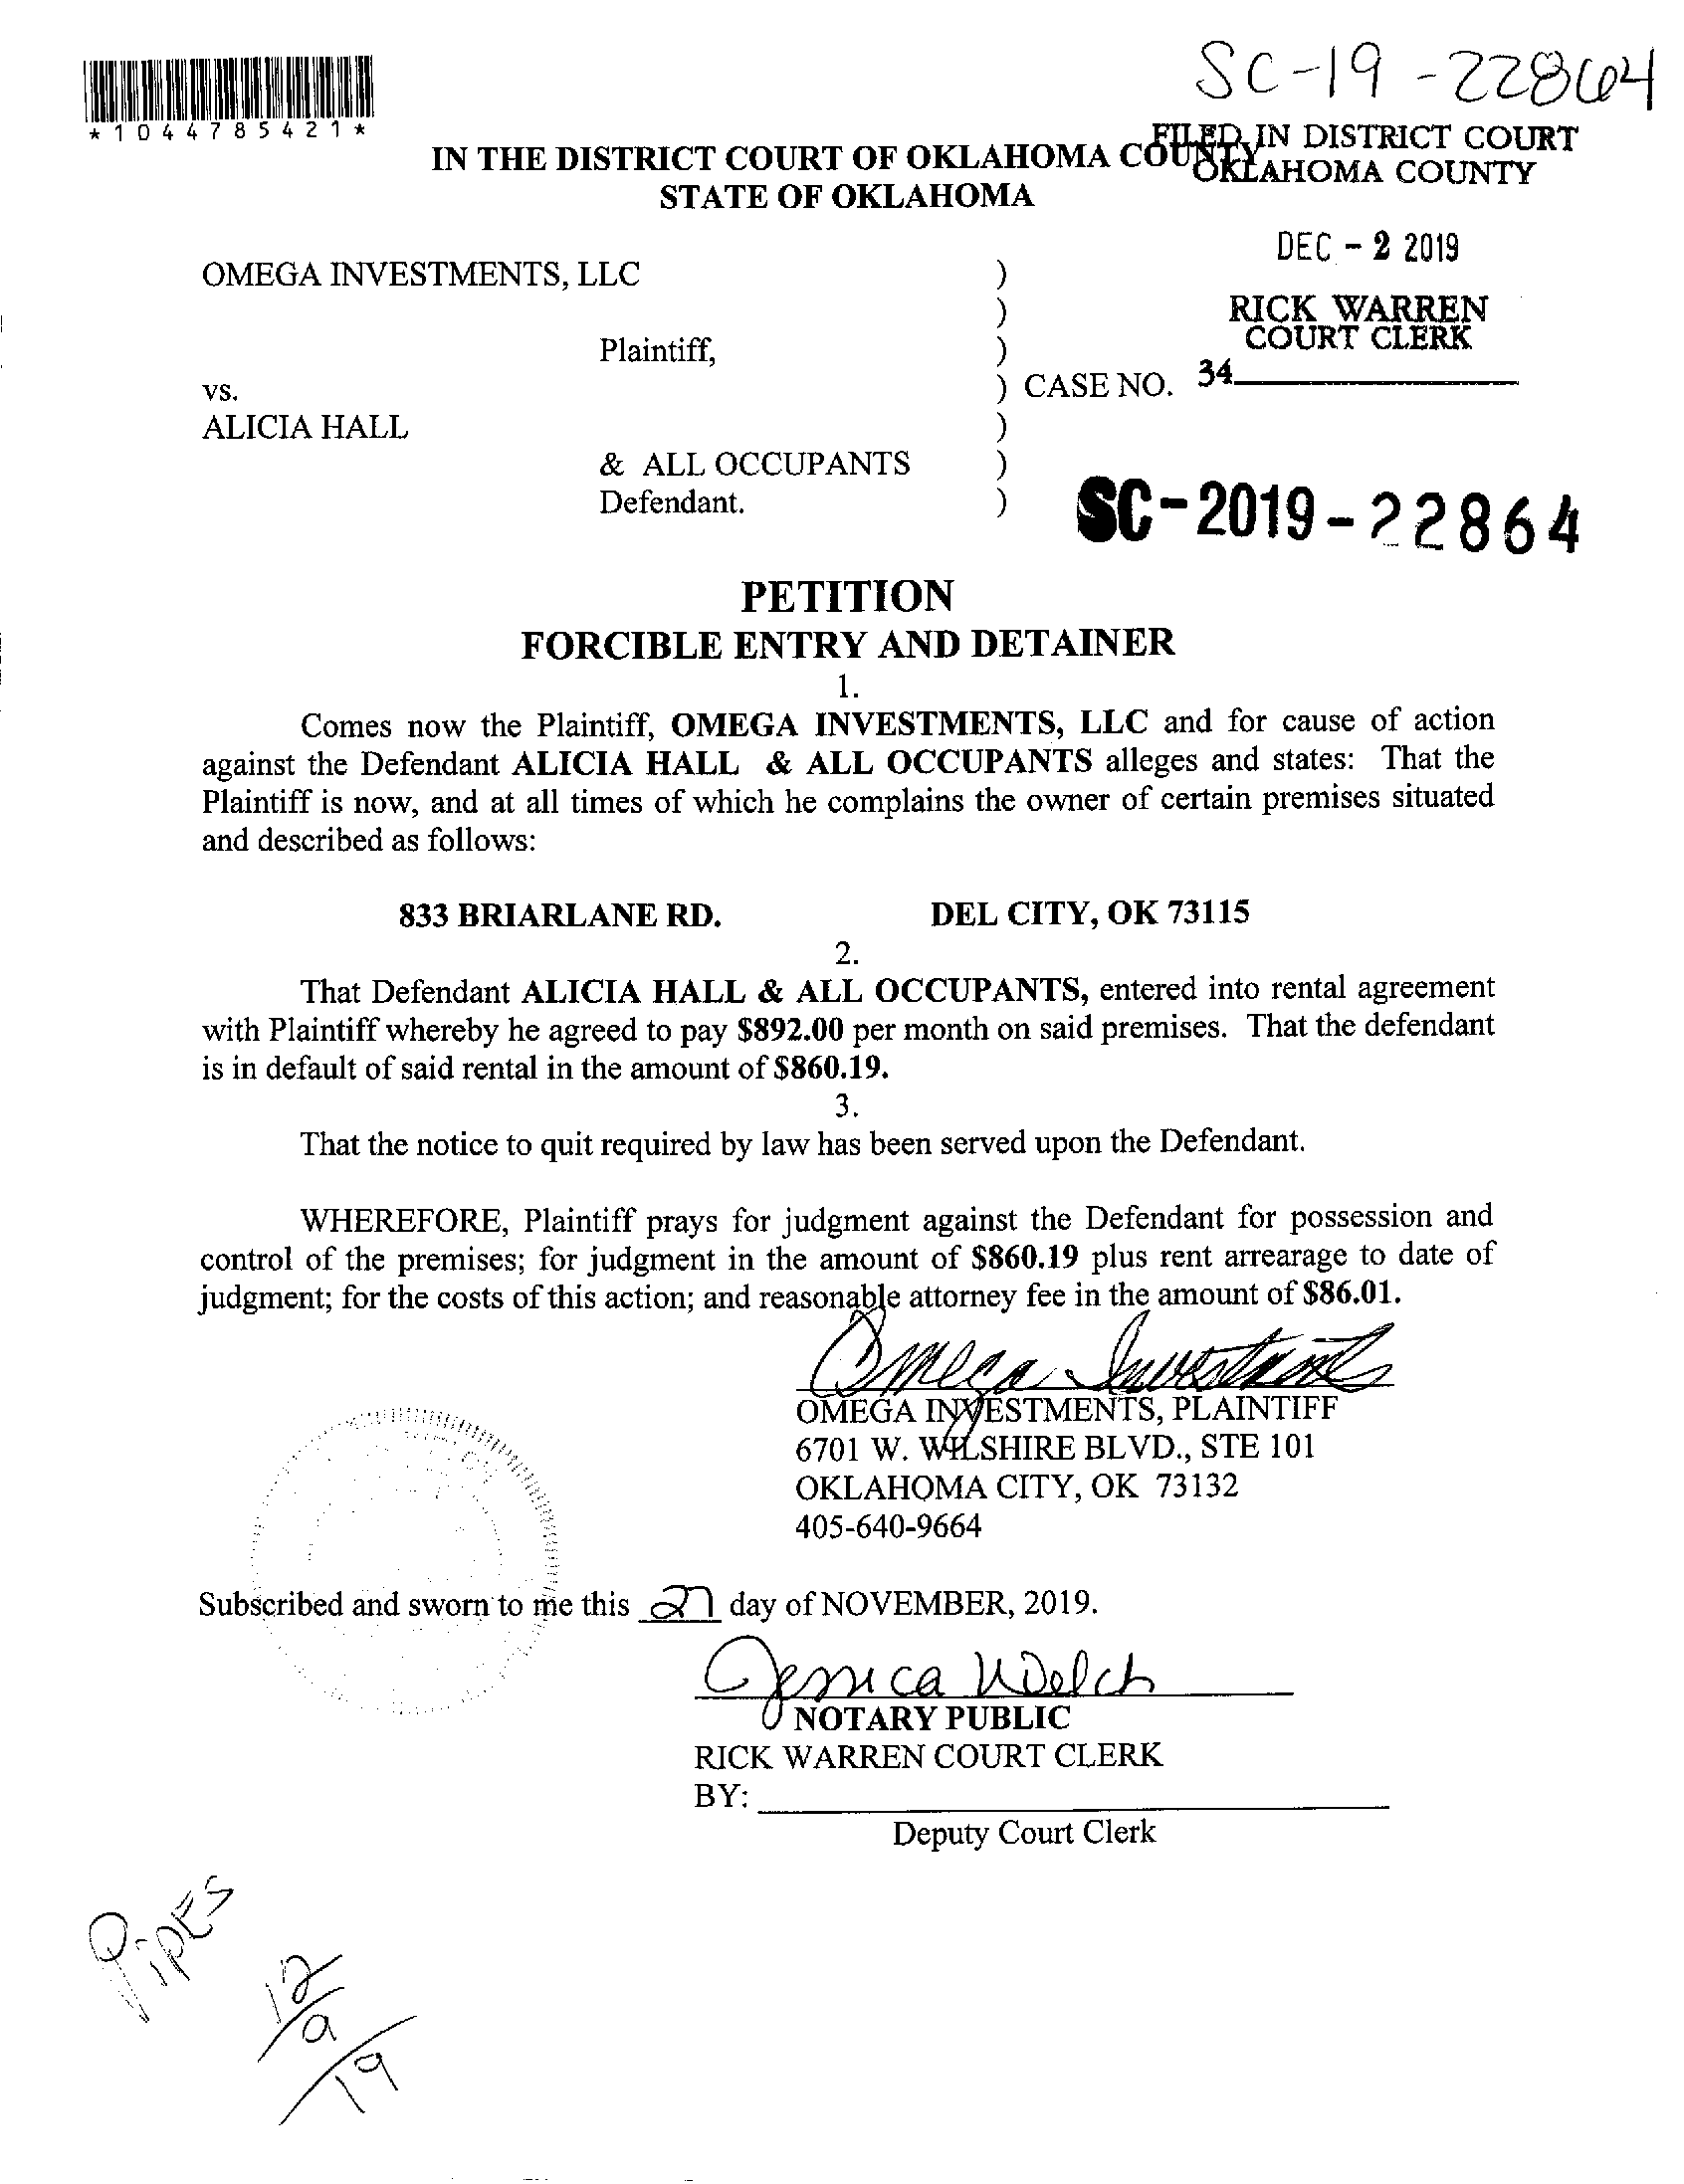 SC-19-22864
*1044785421*
FILED IN DISTRICT COURT
OKLAHOMA COUNTY
IN THE DISTRICT COURT OF OKLAHOMA COUNTY
STATE OF OKLAHOMA
DEC - 2 2019
OMEGA INVESTMENTS, LLC )
)
RICK WARREN
COURT CLERK
Plaintiff, )
vs. ) CASE NO. 34
ALICIA HALL )
& ALL OCCUPANTS )
Defendant. )
SC-2019-22864
PETITION
FORCIBLE ENTRY AND DETAINER
1.
Comes now the Plaintiff, OMEGA INVESTMENTS, LLC and for cause of action
against the Defendant ALICIA HALL & ALL OCCUPANTS alleges and states: That the
Plaintiff is now, and at all times of which he complains the owner of certain premises situated
and described as follows:
833 BRIARLANE RD. DEL CITY, OK 73115
2.
That Defendant ALICIA HALL & ALL OCCUPANTS, entered into rental agreement
with Plaintiff whereby he agreed to pay $892.00 per month on said premises. That the defendant
is in default of said rental in the amount of $860.19.
3.
That the notice to quit required by law has been served upon the Defendant.
WHEREFORE, Plaintiff prays for judgment against the Defendant for possession and
control of the premises; for judgment in the amount of $860.19 plus rent arrearage to date of
judgment; for the costs of this action; and reasonable attorney fee in the amount of $86.01.
Omega Investments
OMEGA INVESTMENTS, PLAINTIFF
6701 W. WILSHIRE BLVD., STE 101
OKLAHOMA CITY, OK 73132
405-640-9664
Subscribed and sworn to me this 27 day of NOVEMBER, 2019.
Jessica Welch
NOTARY PUBLIC
RICK WARREN COURT CLERK
BY:
Deputy Court Clerk
Pipes
12/9/19